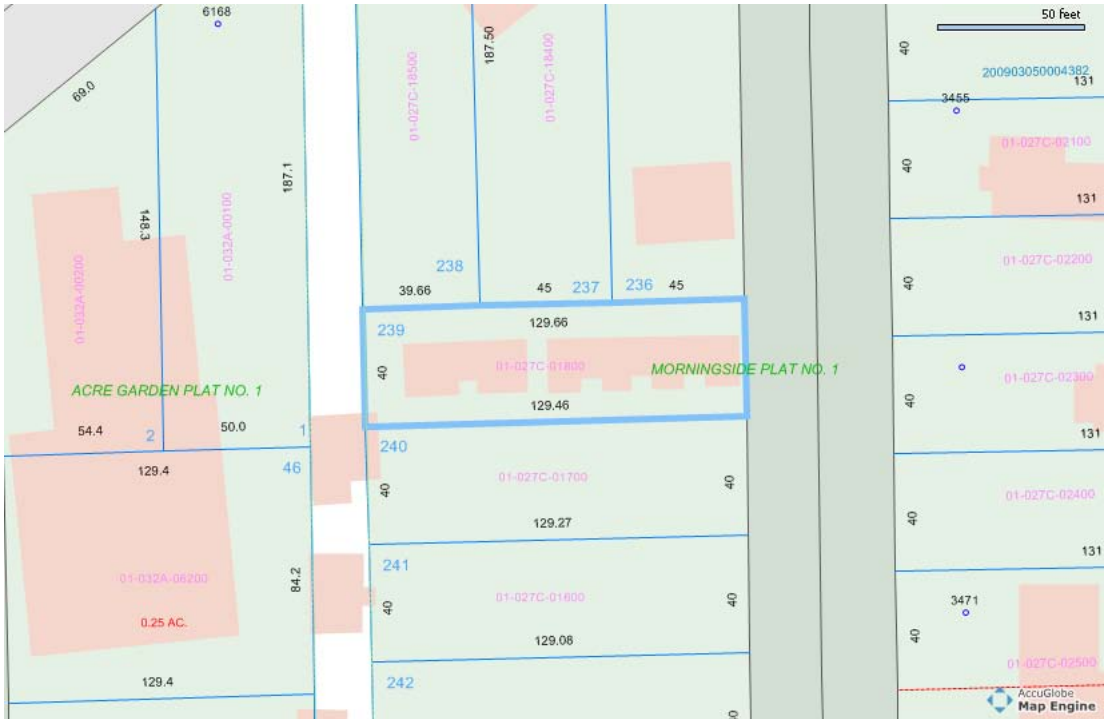 6168
50 feet
69.0
01-032A-00100
187.1
148.3
01-032A-00200
ACRE GARDEN PLAT NO. 1
54.4
2
50.0
1
129.4
46
84.2
01-032A-06200
0.25 AC.
129.4
01-027C-18500
187.50
01-027C-18400
238
39.66
45
237
236
45
239
129.66
40
01-027C-01800
MORNINGSIDE PLAT NO. 1
129.46
240
40
01-027C-01700
40
129.27
241
40
01-027C-01600
40
129.08
242
40
200903050004382
131
3455
01-027C-02100
40
131
01-027C-02200
40
131
01-027C-02300
40
131
01-027C-02400
40
131
3471
40
01-027C-02500
AccuGlobe
Map Engine